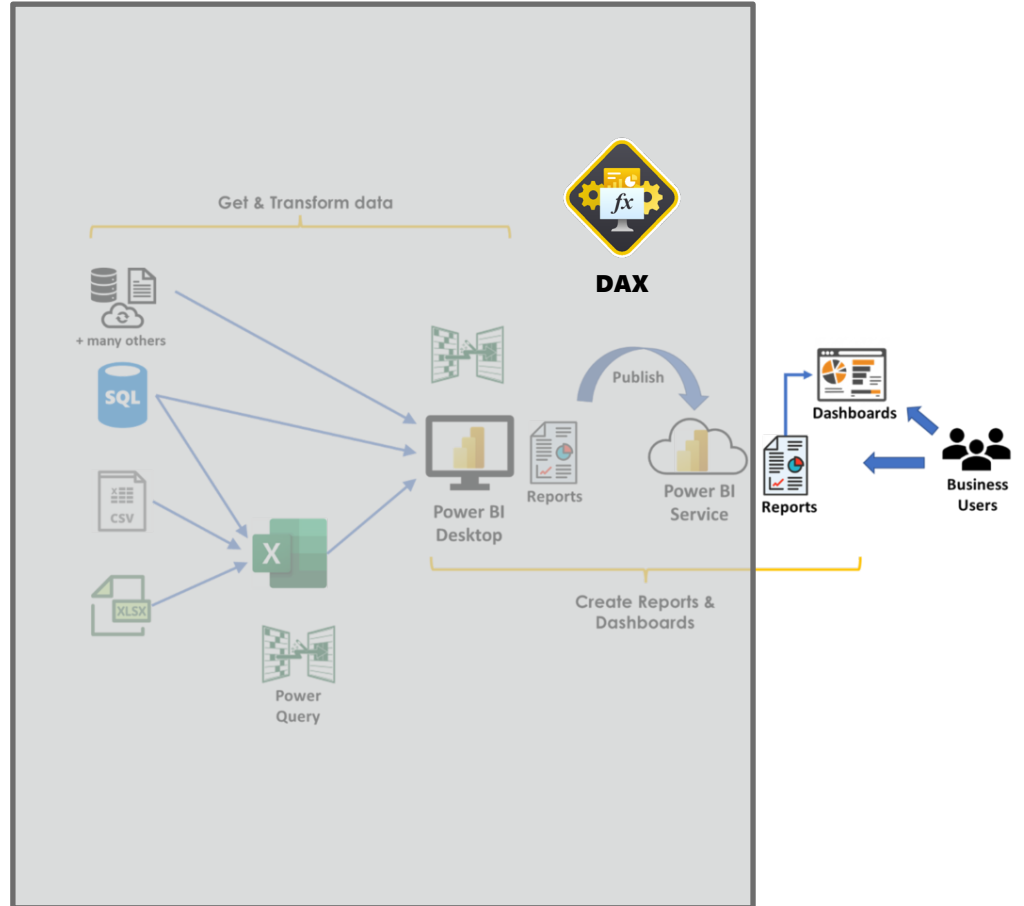 Get & Transform data
fx
DAX
+ many others
SQL
CSV
XLSX
X
Power
Query
Power BI
Desktop
Reports
Publish
Power BI
Service
Reports
Dashboards
Business
Users
Create Reports &
Dashboards